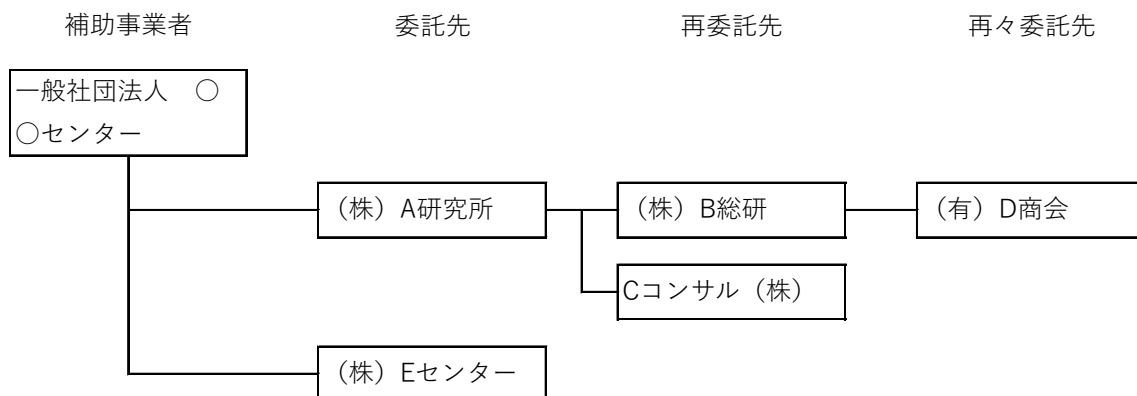 補助事業者 委託先 再委託先 再々委託先
一般社団法人　○
○センター
（株）A研究所 （株）B総研 （有）D商会
Cコンサル（株）
（株）Eセンター